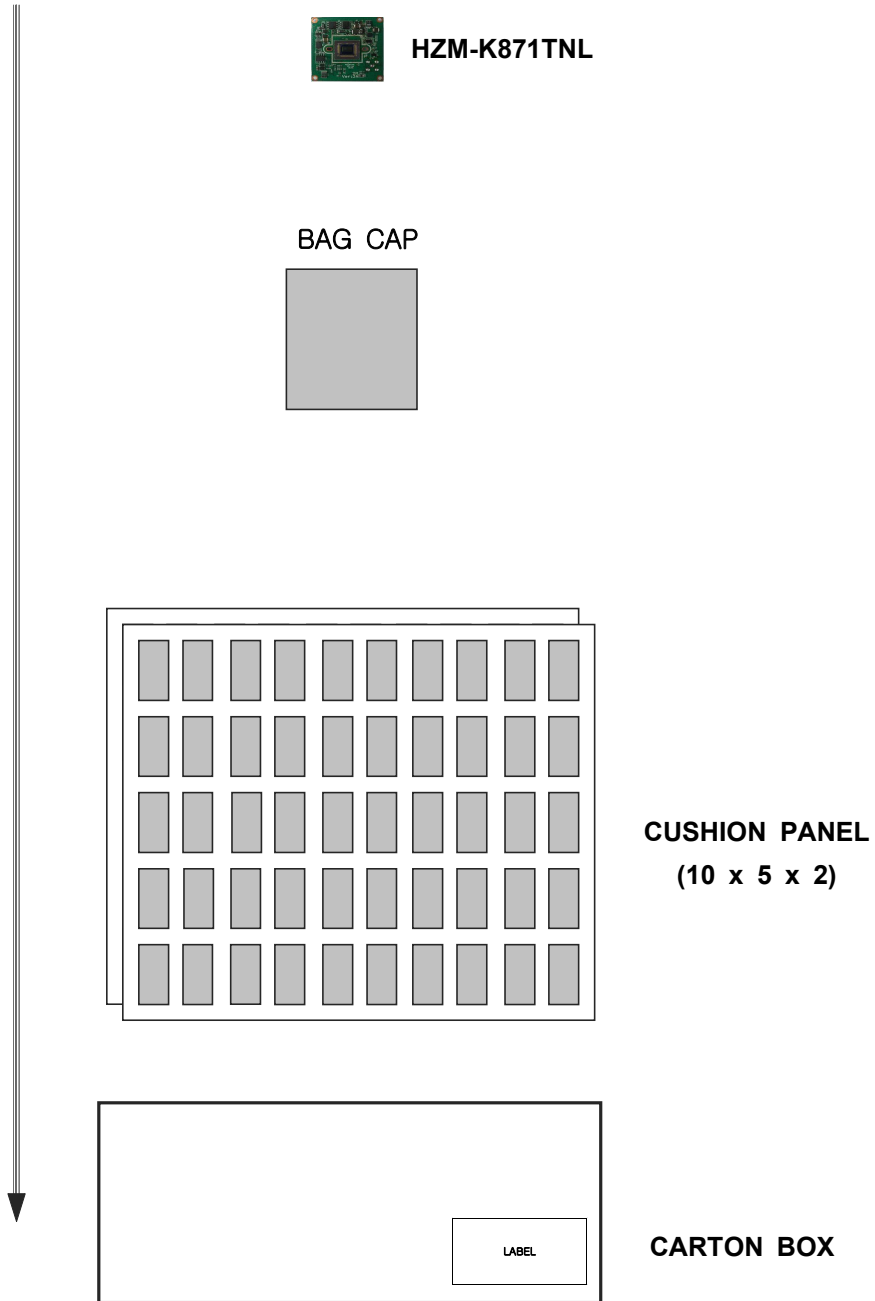 HZM-K871TNL
BAG CAP
CUSHION PANEL
(10 x 5 x 2)
LABEL
CARTON BOX